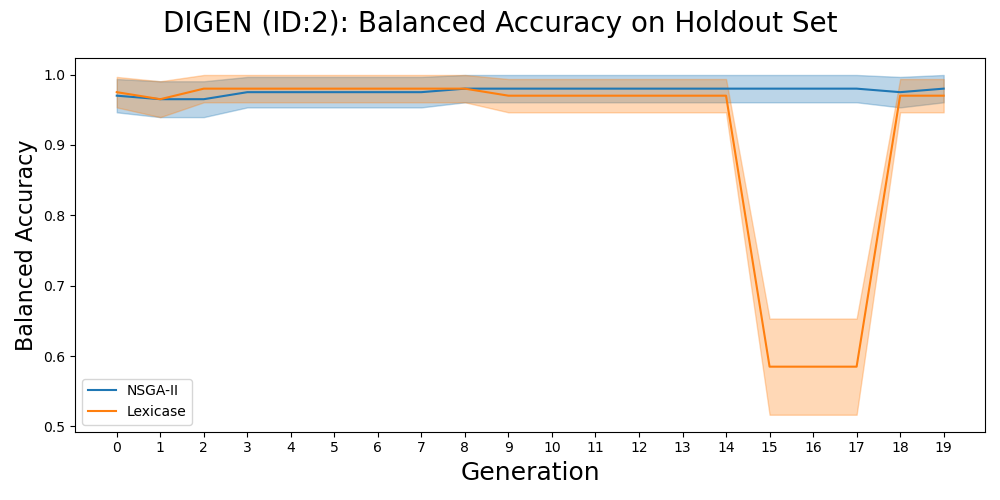 DIGEN (ID:2): Balanced Accuracy on Holdout Set
Balanced Accuracy
1.0
0.9
0.8
0.7
0.6
0.5
NSGA-II
Lexicase
0 1 2 3 4 5 6 7 8 9 10 11 12 13 14 15 16 17 18 19
Generation